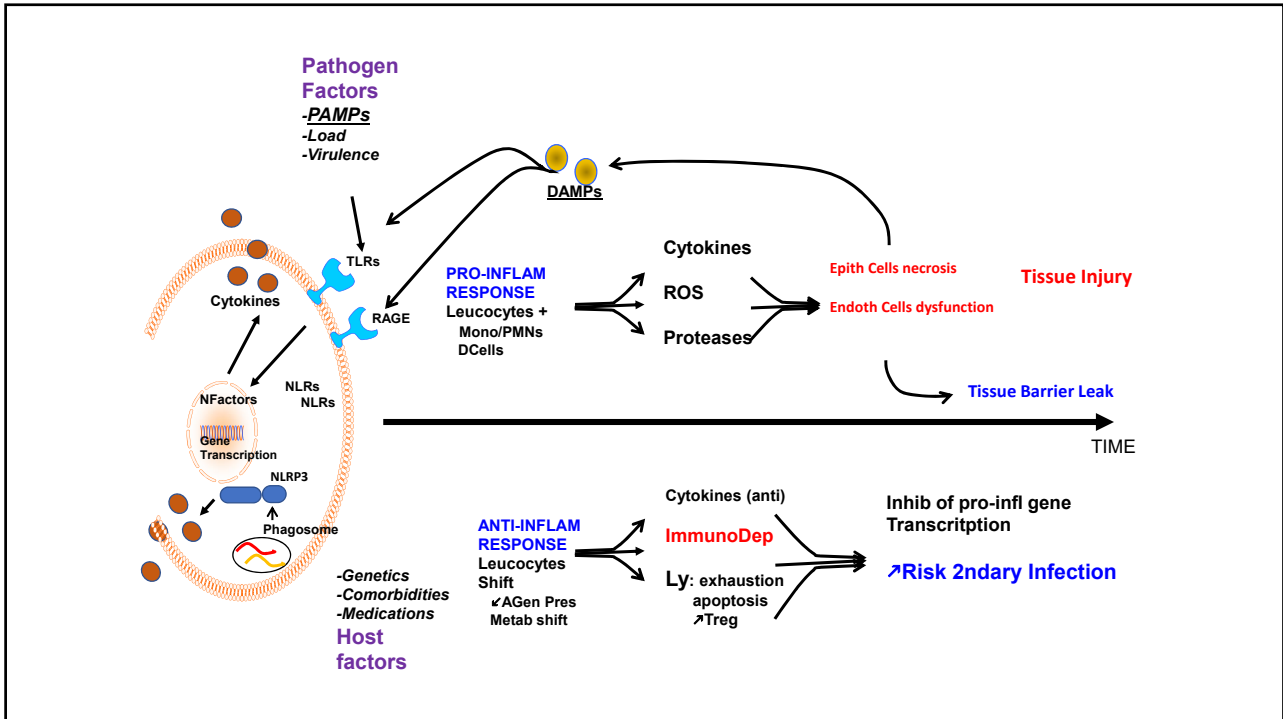 Pathogen
Factors
-PAMPs
-Load
-Virulence
DAMPs
TLRs
RAGE
Cytokines
NFactors
NLRs
NLRs
Gene
Transcription
NLRP3
Phagosome
PRO-INFLAM
RESPONSE
Leucocytes +
Mono/PMNs
DCells
Cytokines
ROS
Proteases
Epith Cells necrosis
Endoth Cells dysfunction
Tissue Injury
Tissue Barrier Leak
TIME
-Genetics
-Comorbidities
-Medications
Host
factors
ANTI-INFLAM
RESPONSE
Leucocytes
Shift
↙AGen Pres
Metab shift
Cytokines (anti)
ImmunoDep
Ly: exhaustion
apoptosis
↗Treg
Inhib of pro-infl gene
Transcritption
↗Risk 2ndary Infection